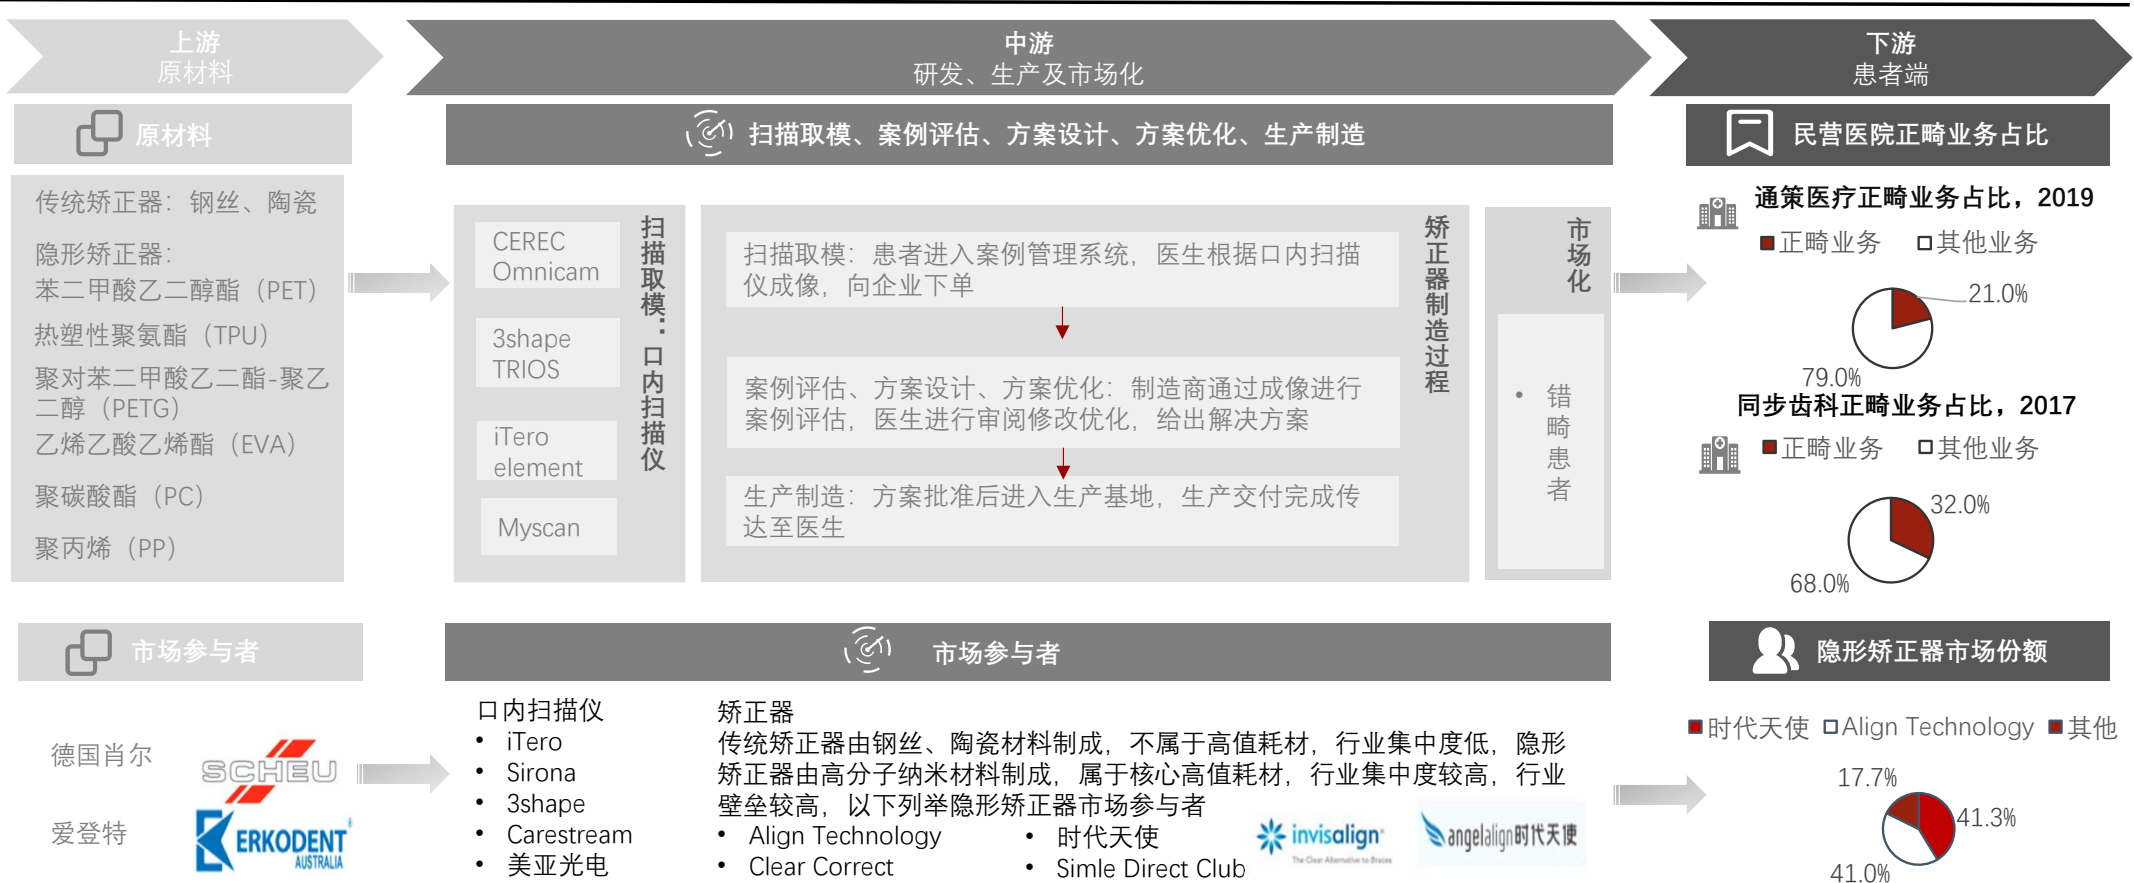 上游
原材料
中游
研发、生产及市场化
下游
患者端
原材料
扫描取模、案例评估、方案设计、方案优化、生产制造
民营医院正畸业务占比
传统矫正器：钢丝、陶瓷
隐形矫正器：
苯二甲酸乙二醇酯（PET）
热塑性聚氨酯（TPU）
聚对苯二甲酸乙二酯-聚乙
二醇（PETG）
乙烯乙酸乙烯酯（EVA）
聚碳酸酯（PC）
聚丙烯（PP）
CEREC
Omnicam
3shape
TRIOS
iTero
element
Myscan
扫描取模：口内扫描仪
扫描取模：患者进入案例管理系统，医生根据口内扫描
仪成像，向企业下单
案例评估、方案设计、方案优化：制造商通过成像进行
案例评估，医生进行审阅修改优化，给出解决方案
生产制造：方案批准后进入生产基地，生产交付完成传
达至医生
矫正器制造过程
市场化
• 错畸患者
通策医疗正畸业务占比，2019
正畸业务 其他业务
21.0%
79.0%
同步齿科正畸业务占比，2017
正畸业务 其他业务
32.0%
68.0%
市场参与者
市场参与者
隐形矫正器市场份额
德国肖尔
SCHEU
爱登特
ERKODENT®
AUSTRALIA
口内扫描仪
• iTero
• Sirona
• 3shape
• Carestream
• 美亚光电
矫正器
传统矫正器由钢丝、陶瓷材料制成，不属于高值耗材，行业集中度低，隐形
矫正器由高分子纳米材料制成，属于核心高值耗材，行业集中度较高，行业
壁垒较高，以下列举隐形矫正器市场参与者
• Align Technology
• Clear Correct
• 时代天使
• Simle Direct Club
invisalign
The Clear Alternative to Braces
angelalign时代天使
时代天使 Align Technology 其他
17.7%
41.3%
41.0%